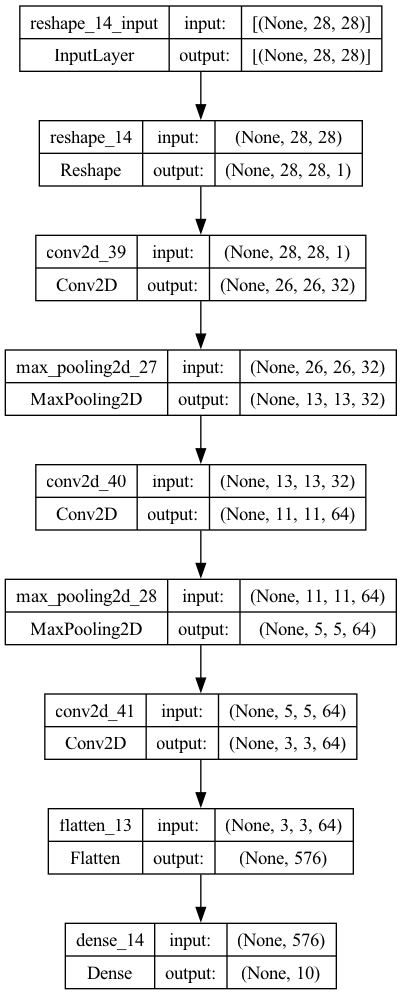 reshape_14_input input: [(None, 28, 28)]
InputLayer output: [(None, 28, 28)]
reshape_14 input: (None, 28, 28)
Reshape output: (None, 28, 28, 1)
conv2d_39 input: (None, 28, 28, 1)
Conv2D output: (None, 26, 26, 32)
max_pooling2d_27 input: (None, 26, 26, 32)
MaxPooling2D output: (None, 13, 13, 32)
conv2d_40 input: (None, 13, 13, 32)
Conv2D output: (None, 11, 11, 64)
max_pooling2d_28 input: (None, 11, 11, 64)
MaxPooling2D output: (None, 5, 5, 64)
conv2d_41 input: (None, 5, 5, 64)
Conv2D output: (None, 3, 3, 64)
flatten_13 input: (None, 3, 3, 64)
Flatten output: (None, 576)
dense_14 input: (None, 576)
Dense output: (None, 10)